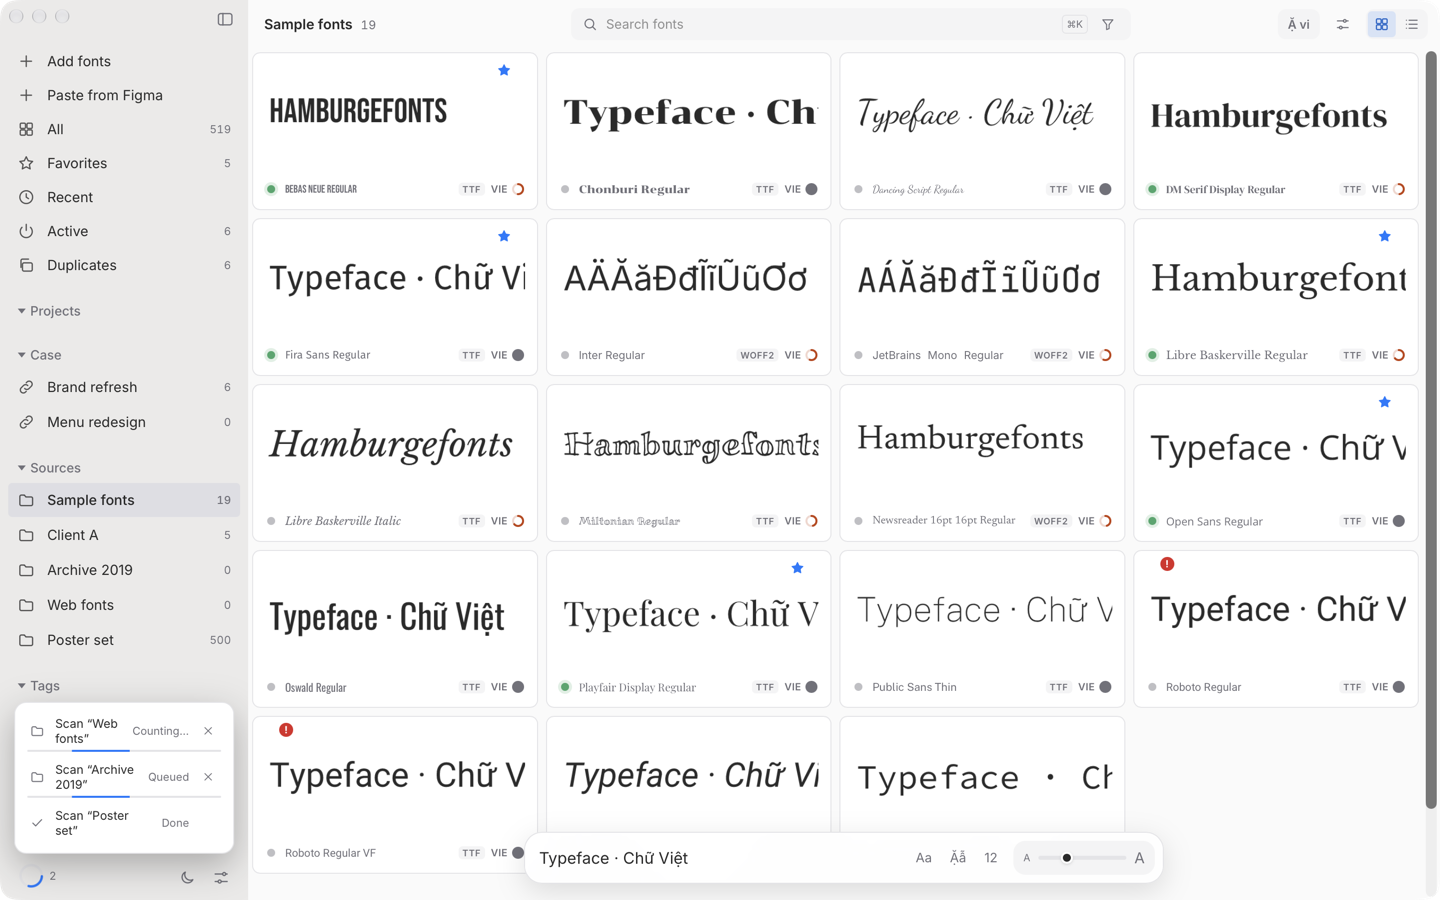 Add fonts
Paste from Figma
All 519
Favorites 5
Recent
Active 6
Duplicates 6
Projects
Case
Brand refresh 6
Menu redesign 0
Sources
Sample fonts 19
Client A 5
Archive 2019 0
Web fonts 0
Poster set 500
Tags
Scan “Web fonts” Counting...
Scan “Archive 2019” Queued
Scan “Poster set” Done
2
Sample fonts 19
Search fonts ⌘K
Ặ vi
HAMBURGEFONTS
BEBAS NEUE REGULAR TTF VIE
Typeface · Ch
Chonburi Regular TTF VIE
Typeface · Chữ Việt
Dancing Script Regular TTF VIE
Hamburgefonts
DM Serif Display Regular TTF VIE
Typeface · Chữ Vi
Fira Sans Regular TTF VIE
AÄĂăĐđĨĩŨũƠơ
Inter Regular WOFF2 VIE
AÁĂăĐđĨĩŨũƠơ
JetBrains Mono Regular WOFF2 VIE
Hamburgefont
Libre Baskerville Regular TTF VIE
Hamburgefonts
Libre Baskerville Italic TTF VIE
Hamburgefonts
Miltonian Regular TTF VIE
Hamburgefonts
Newsreader 16pt 16pt Regular WOFF2 VIE
Typeface · Chữ V
Open Sans Regular TTF VIE
Typeface · Chữ Việt
Oswald Regular TTF VIE
Typeface · Chữ V
Playfair Display Regular TTF VIE
Typeface · Chữ V
Public Sans Thin TTF VIE
Typeface · Chữ V
Roboto Regular TTF VIE
Typeface · Chữ V
Roboto Regular VF TTF VIE
Typeface · Chữ Vi
Typeface · Ch
Typeface · Chữ Việt Aa Ặẫ 12 A A